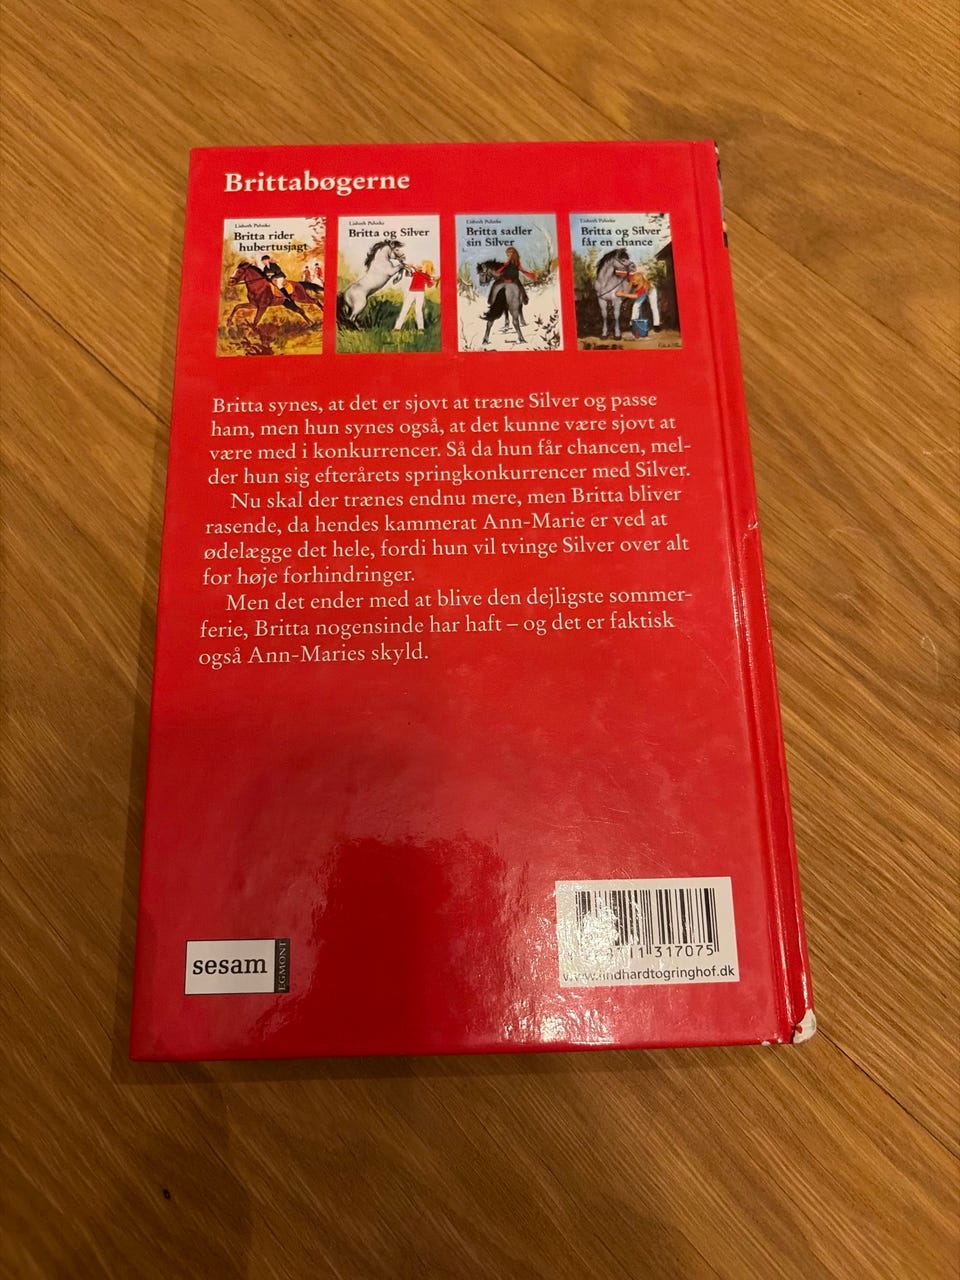 Brittabøgerne
Lisbeth Pahnke
Britta rider
hubertusjagt
Lisbeth Pahnke
Britta og Silver
Lisbeth Pahnke
Britta sadler
sin Silver
Lisbeth Pahnke
Britta og Silver
får en chance
Britta synes, at det er sjovt at træne Silver og passe
ham, men hun synes også, at det kunne være sjovt at
være med i konkurrencer. Så da hun får chancen, mel-
der hun sig efterårets springkonkurrencer med Silver.
Nu skal der trænes endnu mere, men Britta bliver
rasende, da hendes kammerat Ann-Marie er ved at
ødelægge det hele, fordi hun vil tvinge Silver over alt
for høje forhindringer.
Men det ender med at blive den dejligste sommer-
ferie, Britta nogensinde har haft – og det er faktisk
også Ann-Maries skyld.
sesam
EGMONT
317075
www.lindhardtogringhof.dk